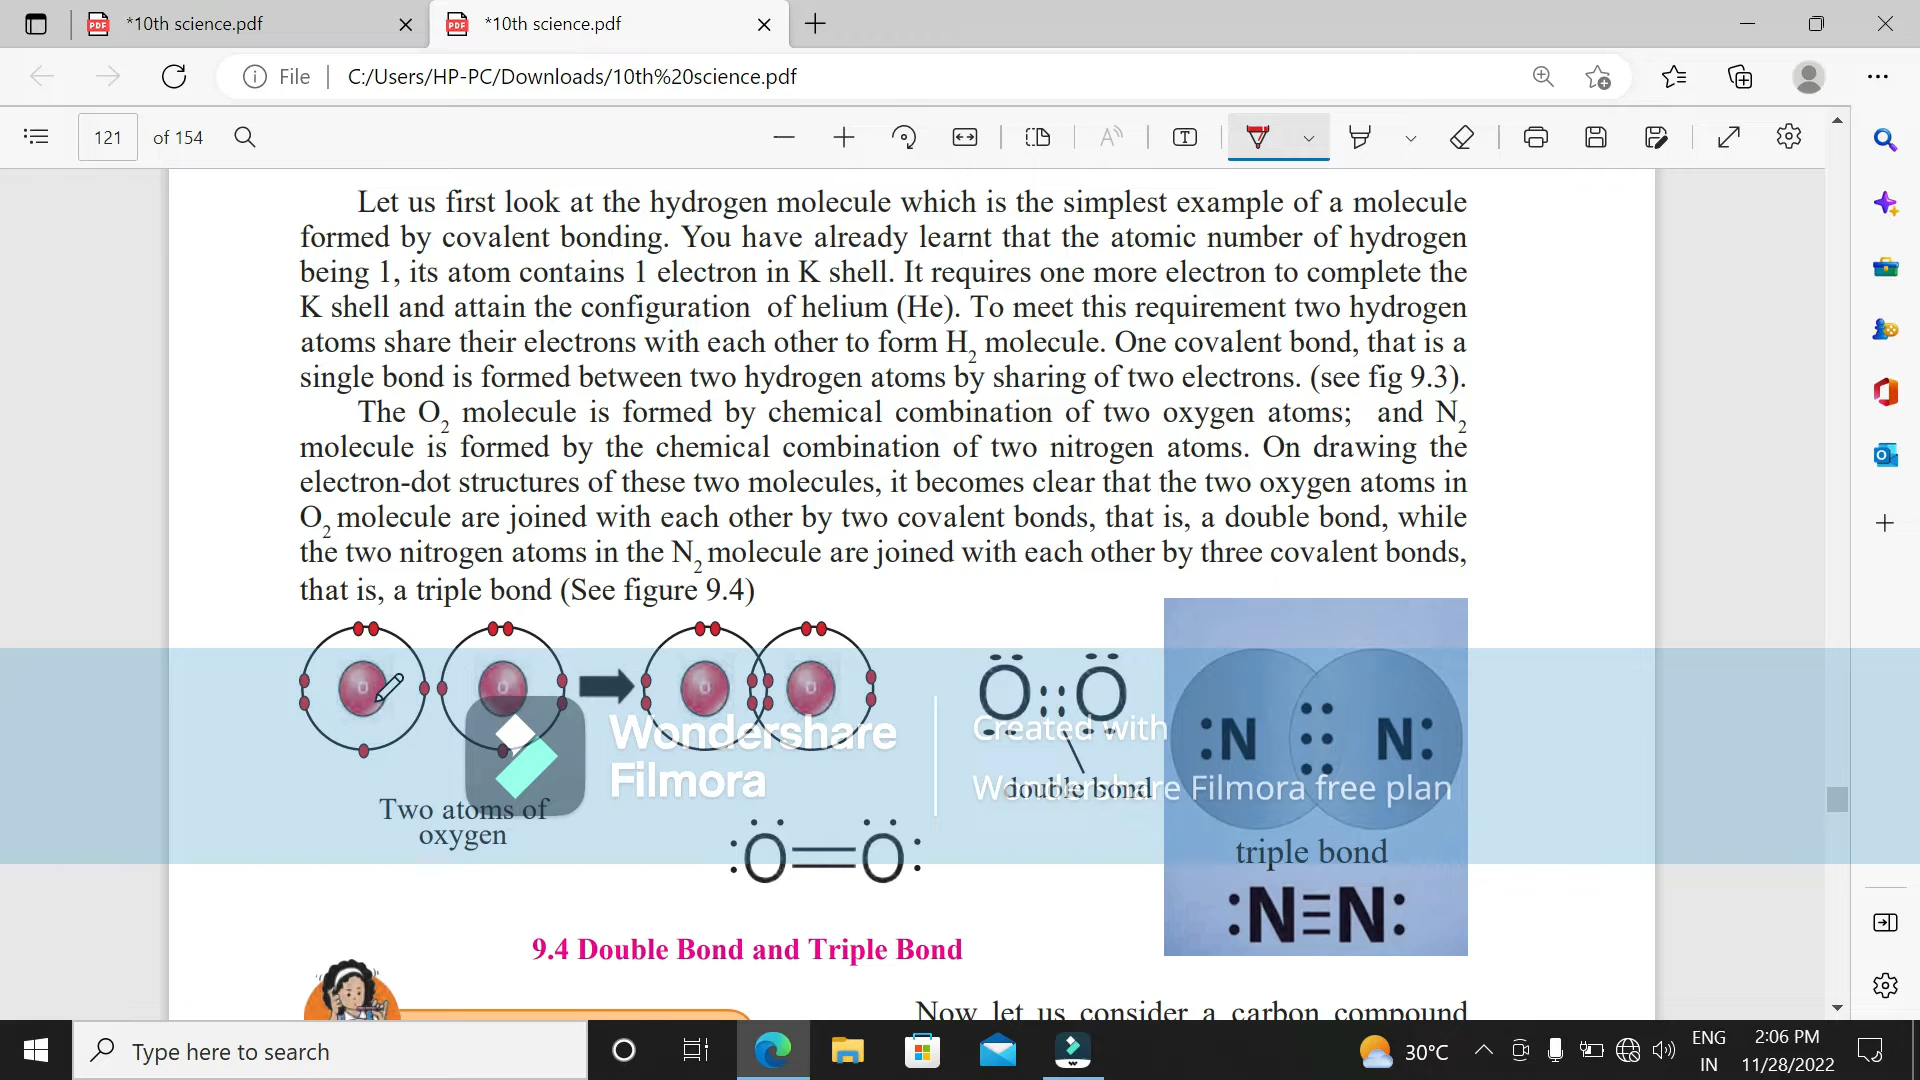 *10th science.pdf
*10th science.pdf
File
C:/Users/HP-PC/Downloads/10th%20science.pdf
121
of 154
Let us first look at the hydrogen molecule which is the simplest example of a molecule
formed by covalent bonding. You have already learnt that the atomic number of hydrogen
being 1, its atom contains 1 electron in K shell. It requires one more electron to complete the
K shell and attain the configuration of helium (He). To meet this requirement two hydrogen
atoms share their electrons with each other to form H₂ molecule. One covalent bond, that is a
single bond is formed between two hydrogen atoms by sharing of two electrons. (see fig 9.3).
The O₂ molecule is formed by chemical combination of two oxygen atoms; and N₂
molecule is formed by the chemical combination of two nitrogen atoms. On drawing the
electron-dot structures of these two molecules, it becomes clear that the two oxygen atoms in
O₂ molecule are joined with each other by two covalent bonds, that is, a double bond, while
the two nitrogen atoms in the N₂ molecule are joined with each other by three covalent bonds,
that is, a triple bond (See figure 9.4)
O O O O
O::O
:N N:
Wondershare
Filmora
Created with
Wondershare Filmora free plan
double bond
Two atoms of
oxygen
:O=O:
triple bond
:N≡N:
9.4 Double Bond and Triple Bond
Now let us consider a carbon compound
Type here to search
30°C
ENG
IN
2:06 PM
11/28/2022